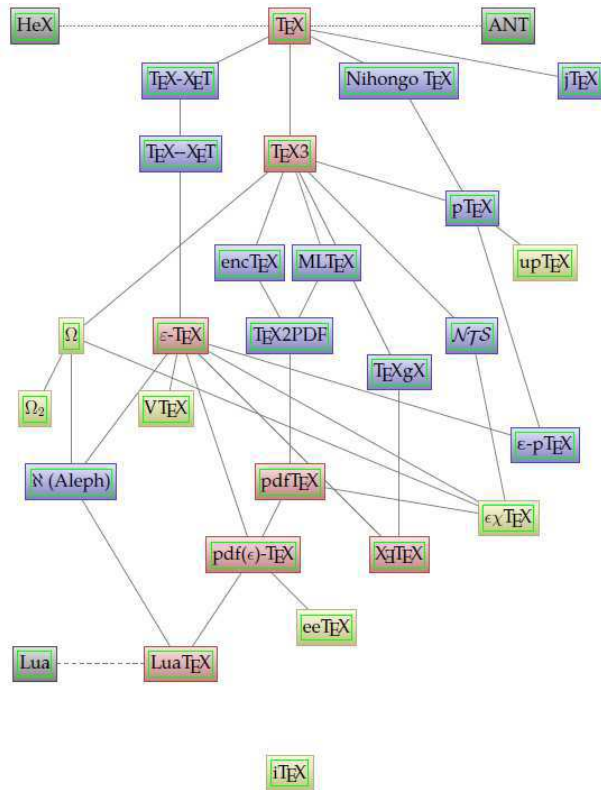 HeX TEX ANT
TEX-XET Nihongo TEX jTEX
TEX--XET TEX3
pTEX
encTEX MLTEX upTEX
Ω ε-TEX TEX2PDF NTS
TEXgX
Ω2 VTEX
ε-pTEX
ℵ (Aleph) pdfTEX
ϵχTEX
pdf(ϵ)-TEX XƎTEX
eeTEX
Lua LuaTEX
iTEX